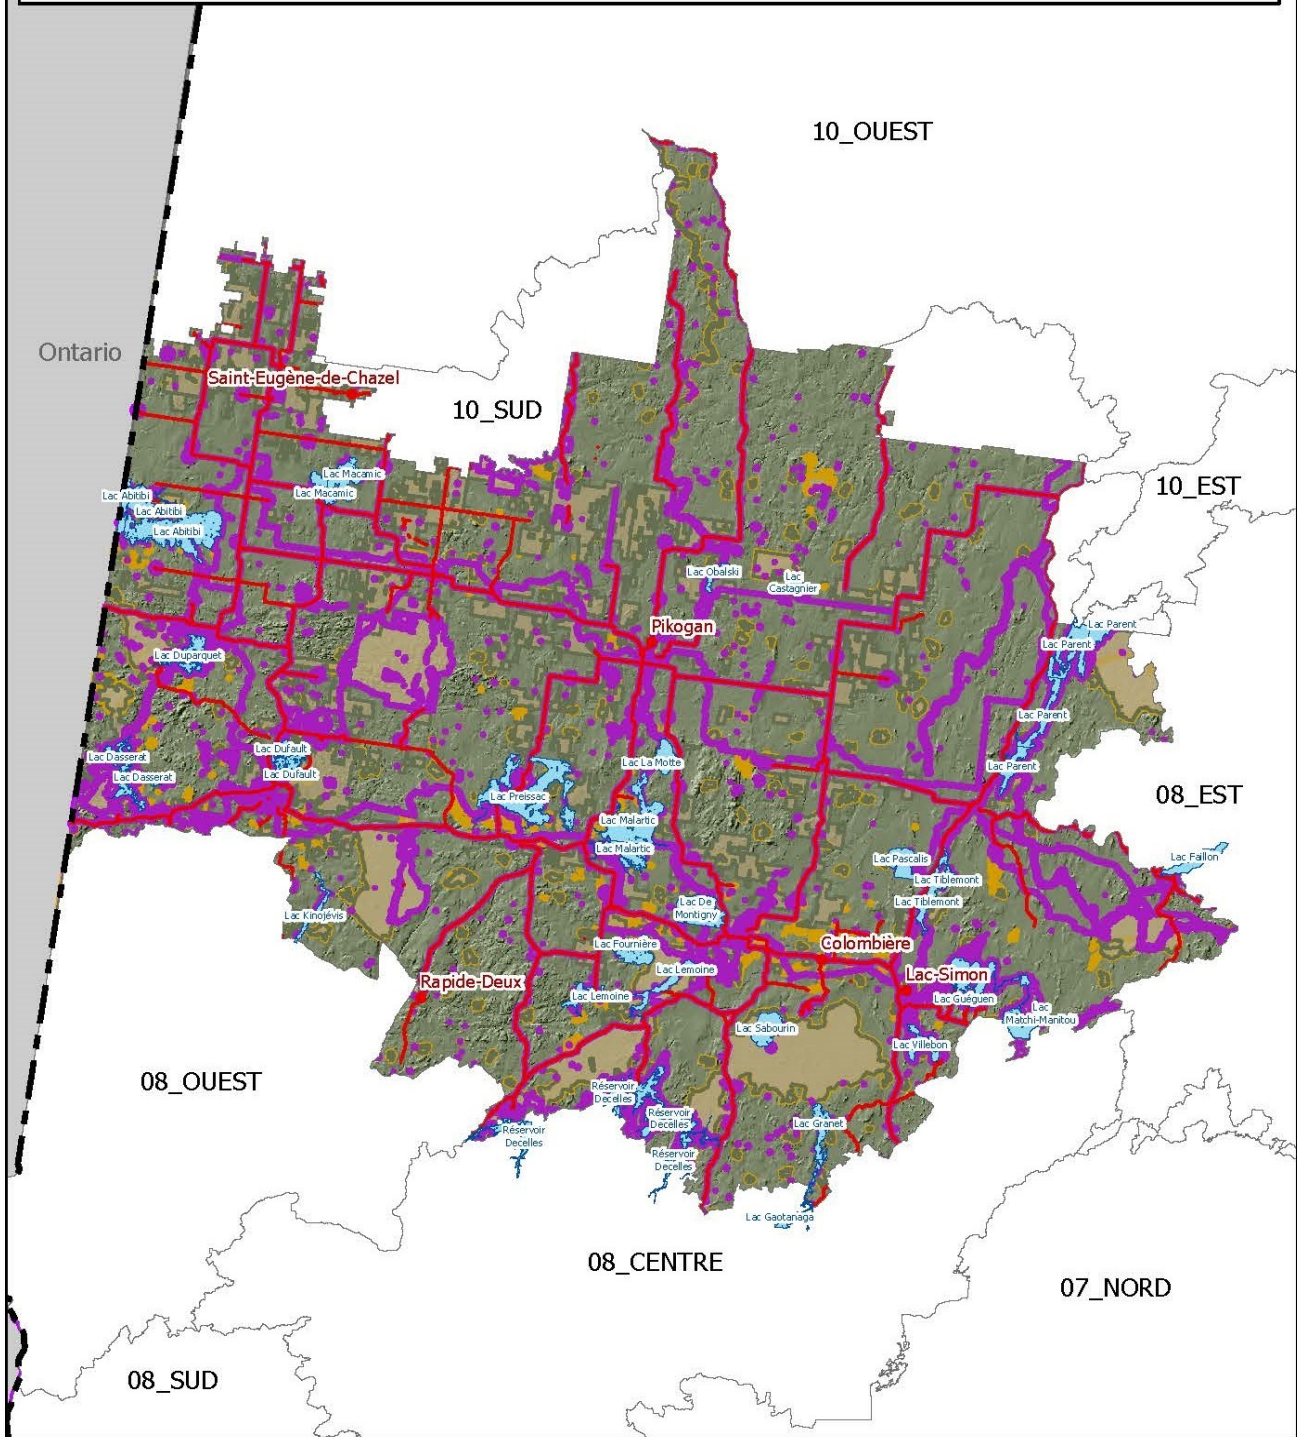 10_OUEST
Ontario
Saint-Eugène-de-Chazel
10_SUD
Lac Macamic
Lac Macamic
10_EST
Lac Abitibi
Lac Abitibi
Lac Abitibi
Lac Obalski
Lac
Castagnier
Pikogan
Lac Parent
Lac Parent
Lac Duparquet
Lac Parent
Lac Dufault
Lac Dasserat
Lac La Motte
Lac Parent
Lac Dufault
Lac Dasserat
Lac Preissac
08_EST
Lac Malartic
Lac Malartic
Lac Pascalis
Lac Faillon
Lac Tiblemont
Lac Tiblemont
Lac De
Montigny
Lac Kinojévis
Lac Fournière
Colombière
Lac Lemoine
Lac-Simon
Rapide-Deux
Lac Lemoine
Lac Guéguen
Lac
Matchi-Manitou
Lac Sabourin
Lac Villebon
08_OUEST
Réservoir
Decelles
Réservoir
Decelles
Lac Granet
Réservoir
Decelles
Réservoir
Decelles
Lac Gaotanaga
08_CENTRE
07_NORD
08_SUD